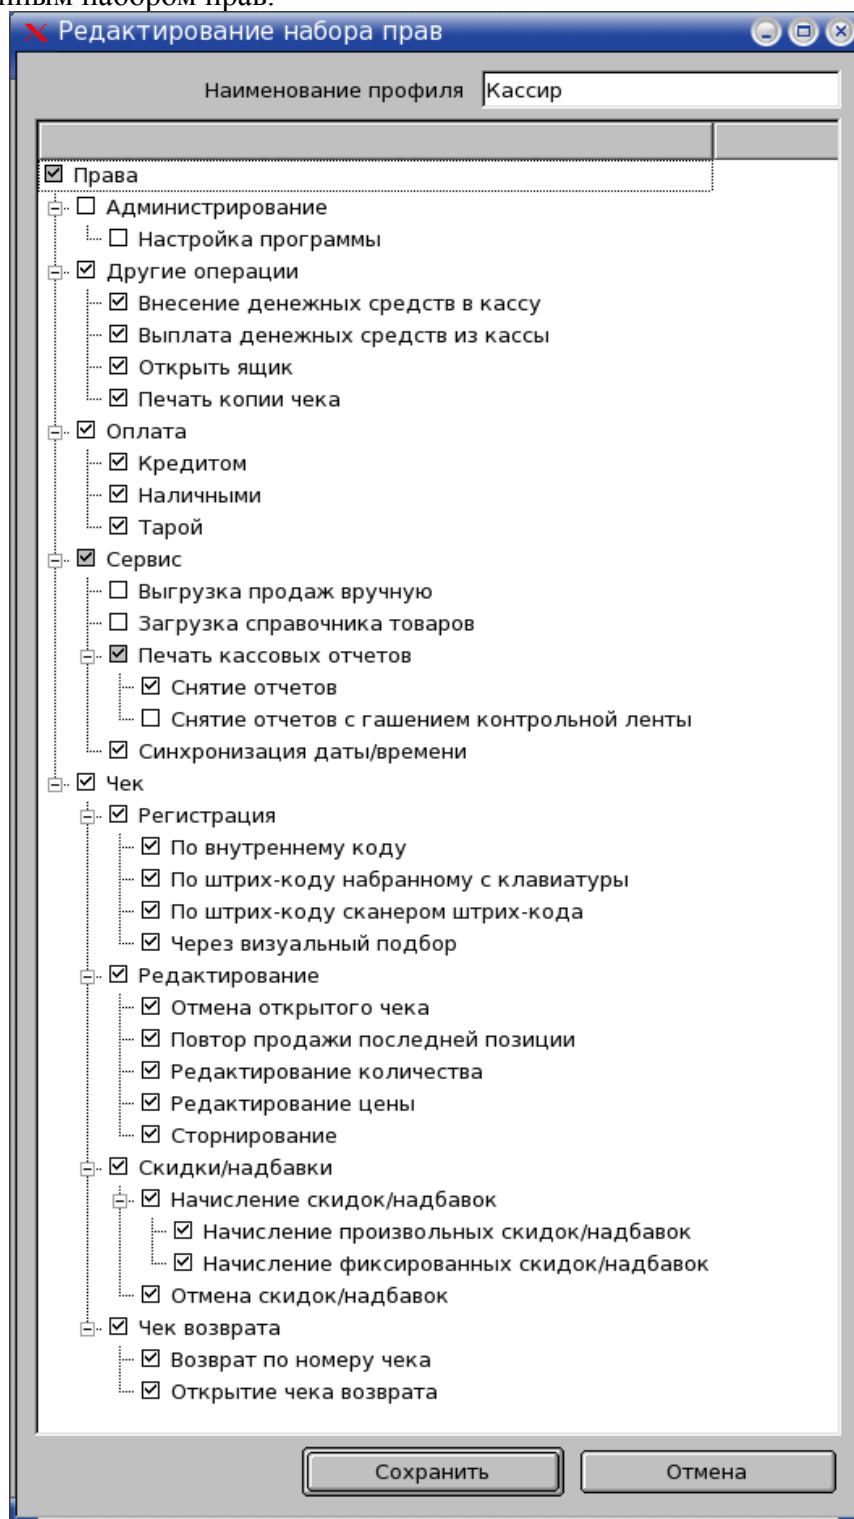 набором прав.
Редактирование набора прав
Наименование профиля Кассир
Права
Администрирование
Настройка программы
Другие операции
Внесение денежных средств в кассу
Выплата денежных средств из кассы
Открыть ящик
Печать копии чека
Оплата
Кредитом
Наличными
Тарой
Сервис
Выгрузка продаж вручную
Загрузка справочника товаров
Печать кассовых отчетов
Снятие отчетов
Снятие отчетов с гашением контрольной ленты
Синхронизация даты/времени
Чек
Регистрация
По внутреннему коду
По штрих-коду набранному с клавиатуры
По штрих-коду сканером штрих-кода
Через визуальный подбор
Редактирование
Отмена открытого чека
Повтор продажи последней позиции
Редактирование количества
Редактирование цены
Сторнирование
Скидки/надбавки
Начисление скидок/надбавок
Начисление произвольных скидок/надбавок
Начисление фиксированных скидок/надбавок
Отмена скидок/надбавок
Чек возврата
Возврат по номеру чека
Открытие чека возврата
Сохранить Отмена